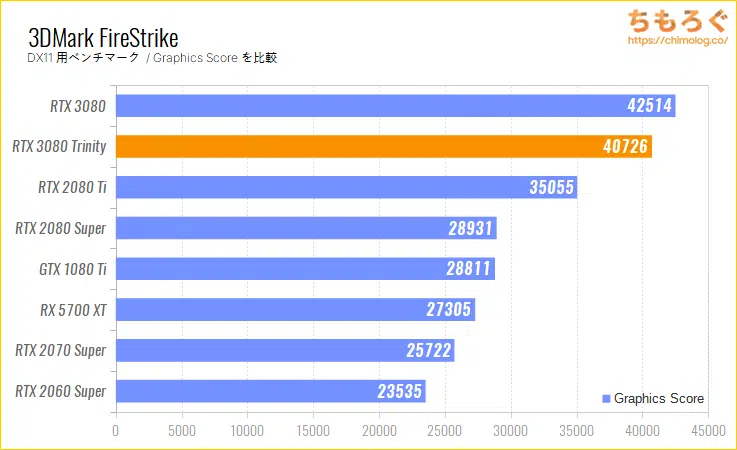 3DMark FireStrike
DX11 用ベンチマーク / Graphics Score を比較
ちもろぐ
https://chimolog.co/
RTX 3080
42514
RTX 3080 Trinity
40726
RTX 2080 Ti
35055
RTX 2080 Super
28931
GTX 1080 Ti
28811
RX 5700 XT
27305
RTX 2070 Super
25722
RTX 2060 Super
23535
Graphics Score
0 5000 10000 15000 20000 25000 30000 35000 40000 45000